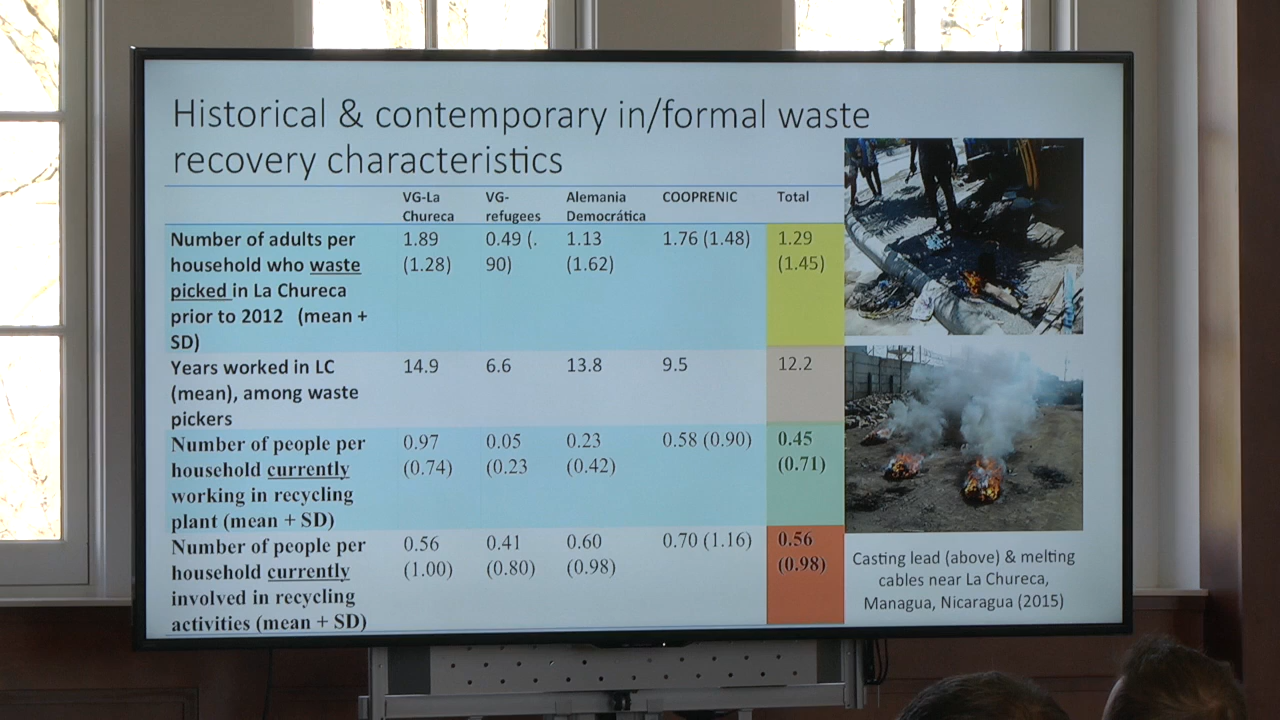 Historical & contemporary in/formal waste
recovery characteristics
VG-La Chureca VG-refugees Alemania Democrática COOPRENIC Total
Number of adults per household who waste picked in La Chureca prior to 2012 (mean + SD) 1.89 (1.28) 0.49 (.90) 1.13 (1.62) 1.76 (1.48) 1.29 (1.45)
Years worked in LC (mean), among waste pickers 14.9 6.6 13.8 9.5 12.2
Number of people per household currently working in recycling plant (mean + SD) 0.97 (0.74) 0.05 (0.23 0.23 (0.42) 0.58 (0.90) 0.45 (0.71)
Number of people per household currently involved in recycling activities (mean + SD) 0.56 (1.00) 0.41 (0.80) 0.60 (0.98) 0.70 (1.16) 0.56 (0.98)
Casting lead (above) & melting
cables near La Chureca,
Managua, Nicaragua (2015)